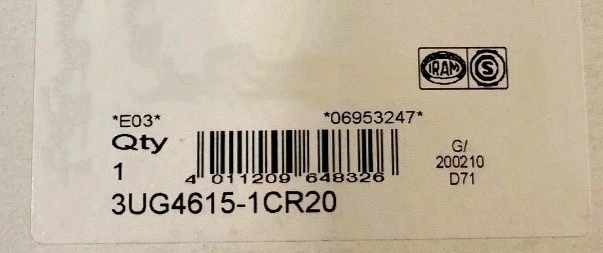 IRAM S
*E03* *06953247*
Qty
1
4 011209 648326
G/
200210
D71
3UG4615-1CR20